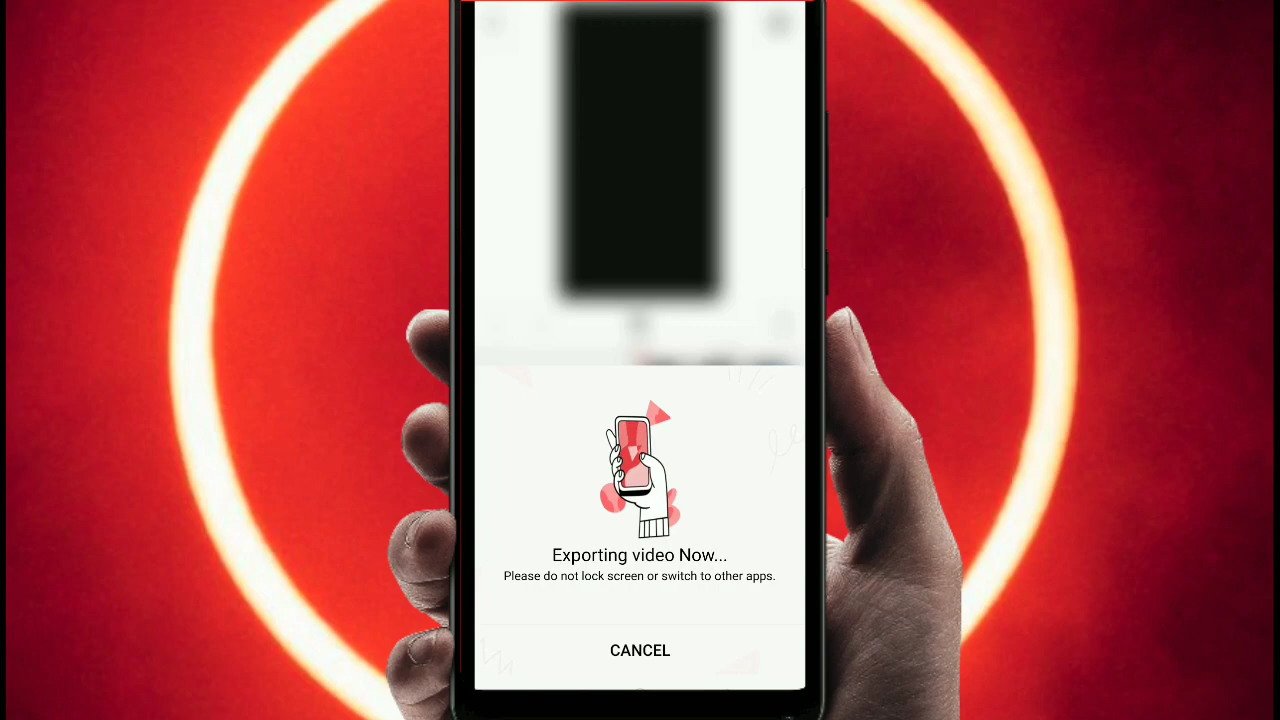 Exporting video Now...
Please do not lock screen or switch to other apps.
CANCEL